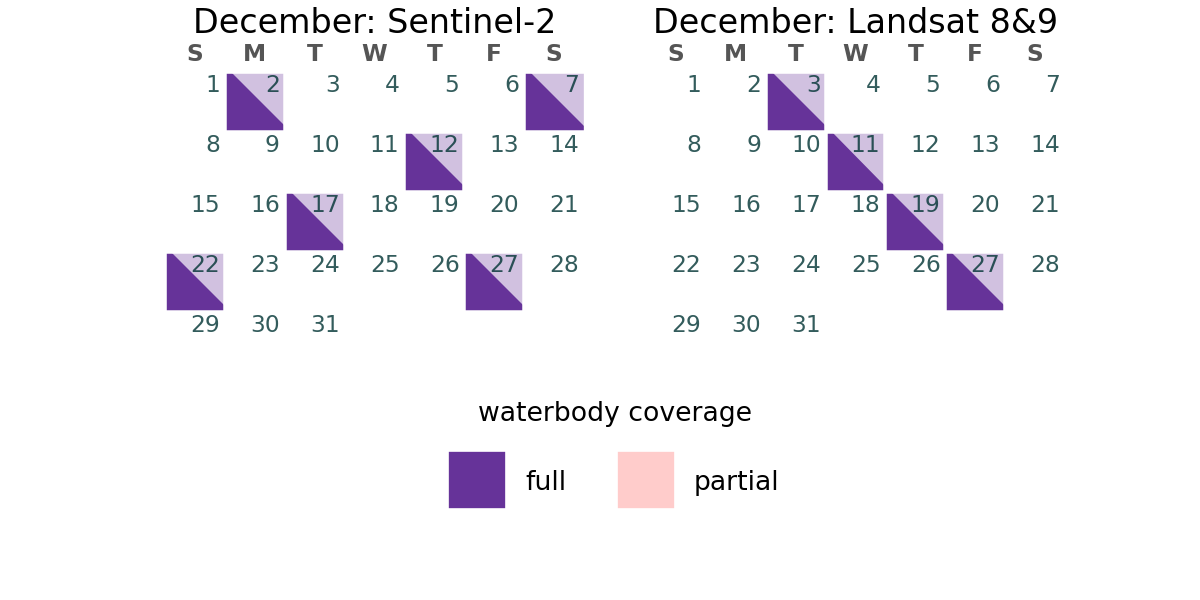 December: Sentinel-2
S M T W T F S
1 2 3 4 5 6 7
8 9 10 11 12 13 14
15 16 17 18 19 20 21
22 23 24 25 26 27 28
29 30 31
December: Landsat 8&9
S M T W T F S
1 2 3 4 5 6 7
8 9 10 11 12 13 14
15 16 17 18 19 20 21
22 23 24 25 26 27 28
29 30 31
waterbody coverage
full partial